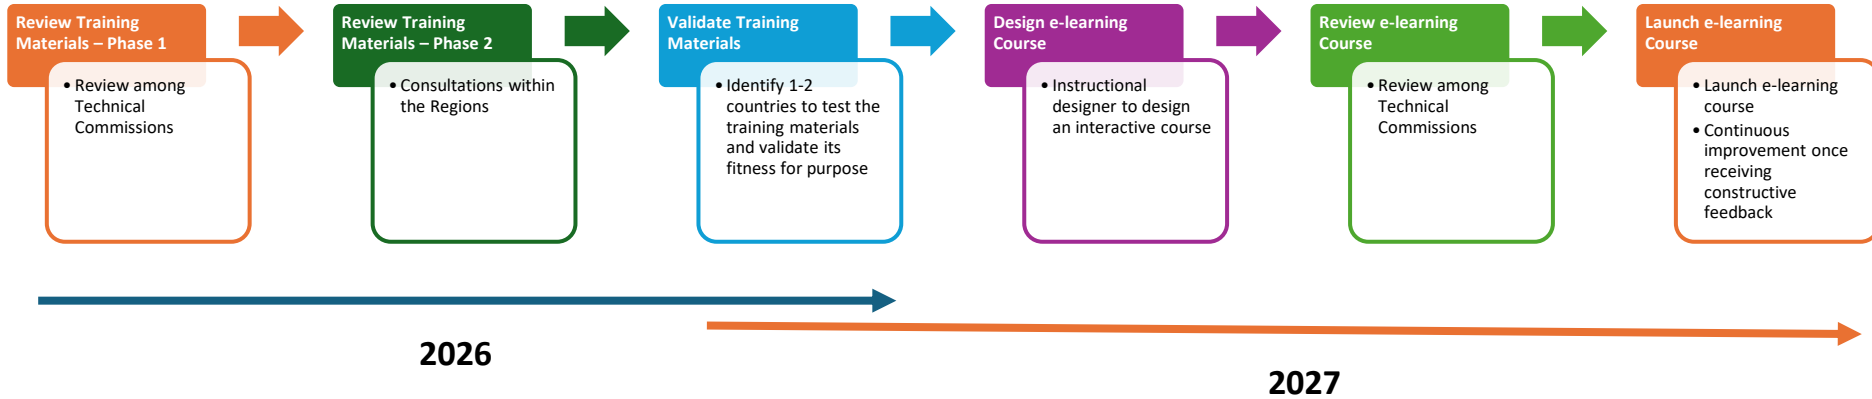 Review Training
Materials – Phase 1
• Review among
Technical
Commissions
Review Training
Materials – Phase 2
• Consultations within
the Regions
Validate Training
Materials
• Identify 1-2
countries to test the
training materials
and validate its
fitness for purpose
Design e-learning
Course
• Instructional
designer to design
an interactive course
Review e-learning
Course
• Review among
Technical
Commissions
Launch e-learning
Course
• Launch e-learning
course
• Continuous
improvement once
receiving
constructive
feedback
2026
2027